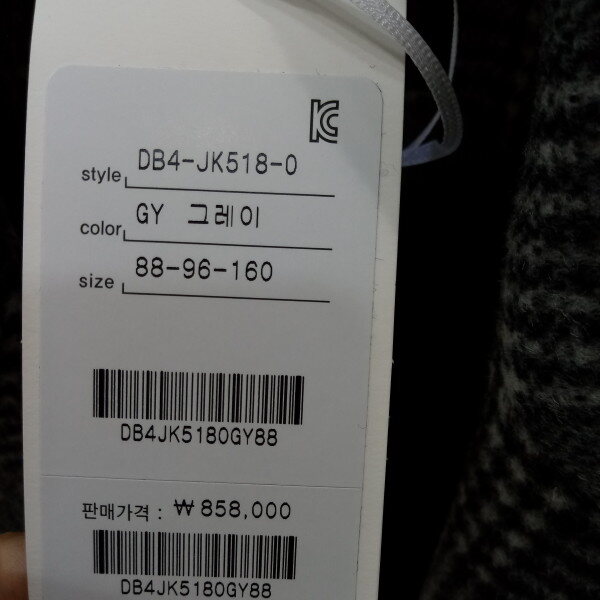 style DB4-JK518-0
color GY 그레이
size 88-96-160
DB4JK5180GY88
판매가격 : ₩858,000
DB4JK5180GY88